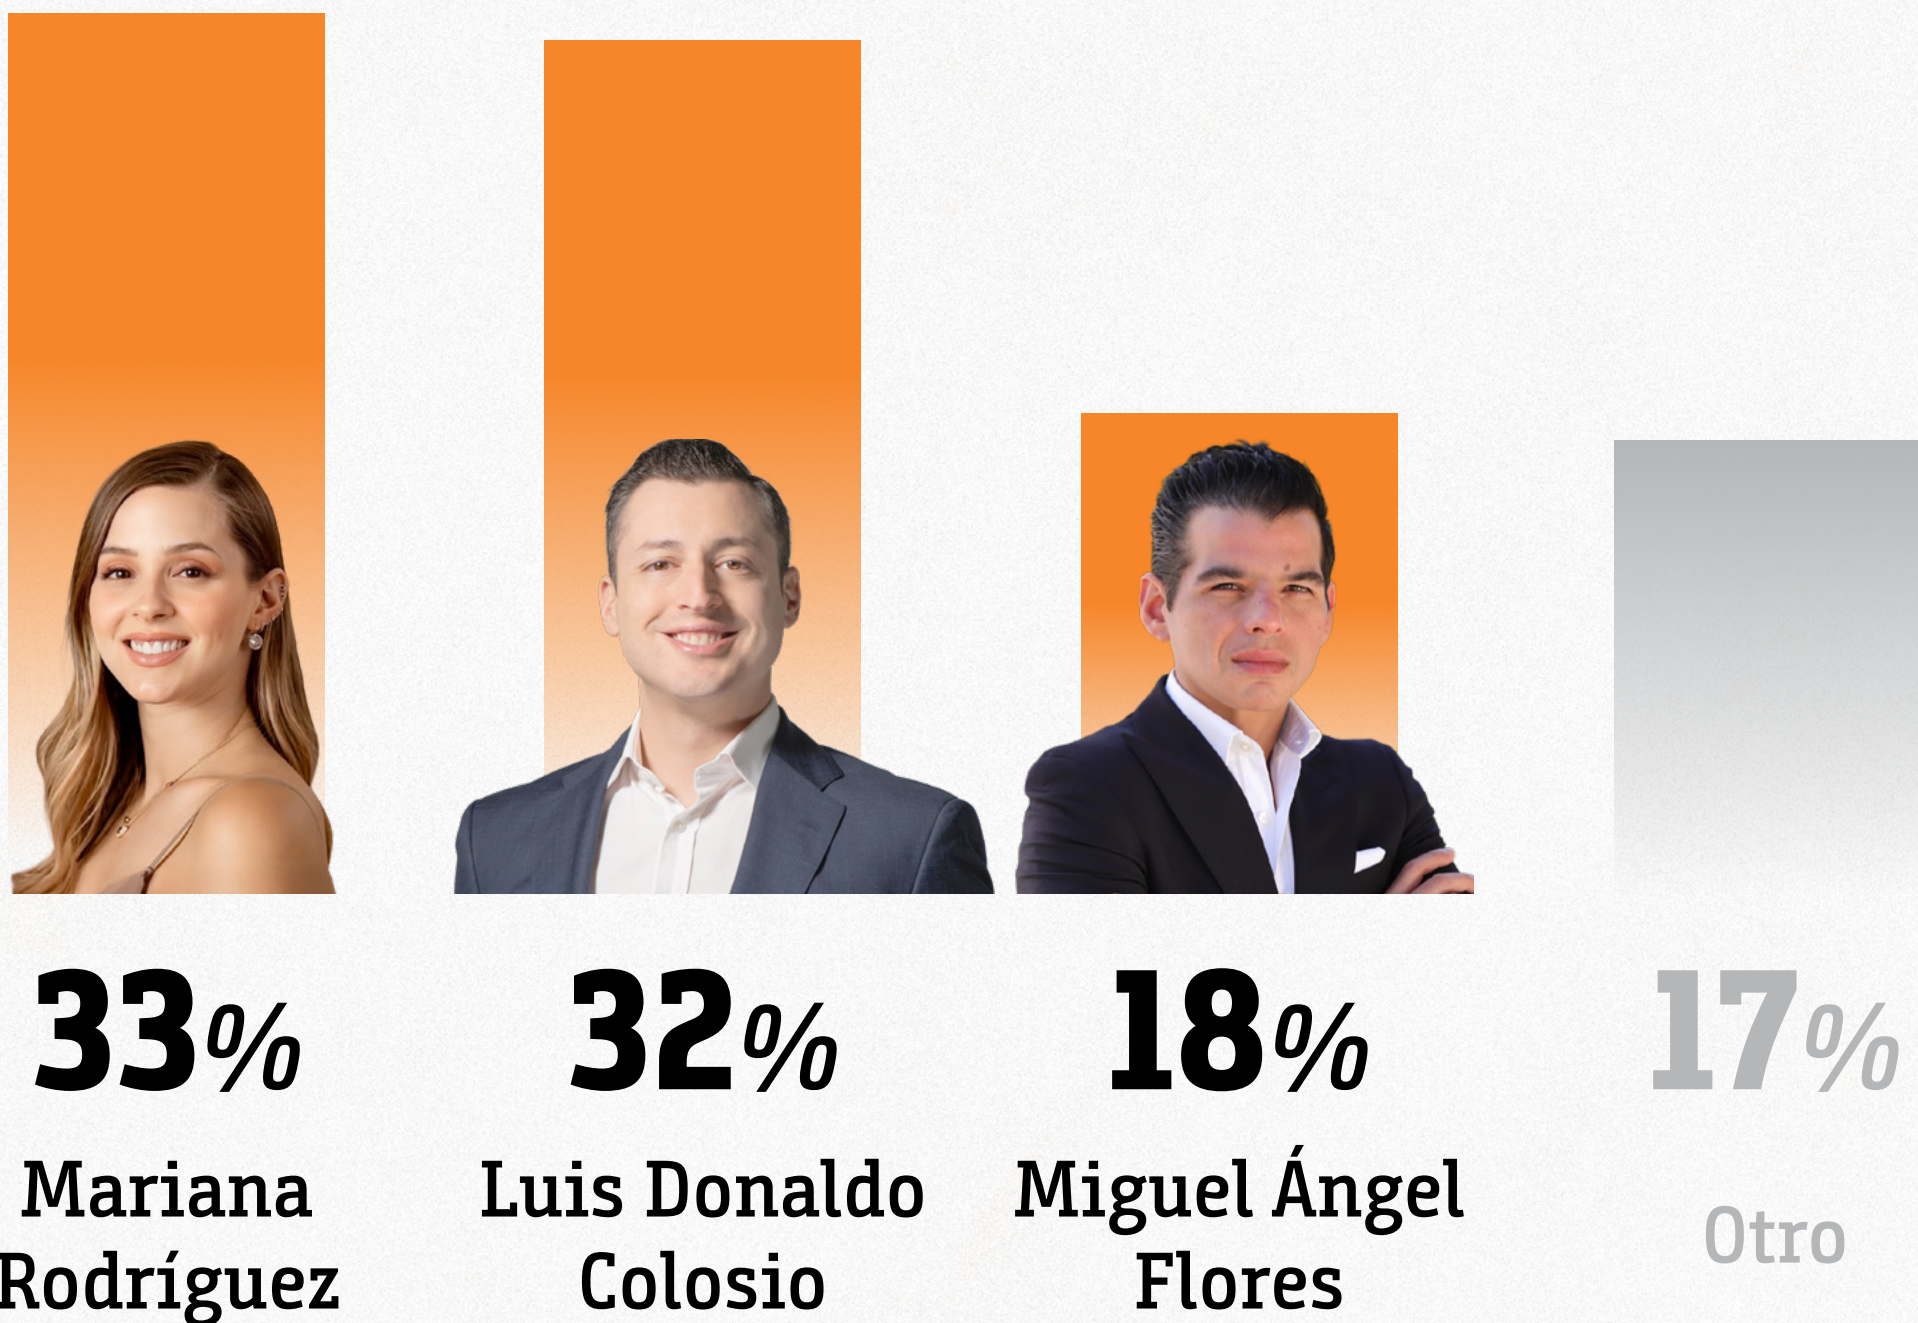 33%
32%
18%
17%
Mariana
Rodríguez
Luis Donaldo
Colosio
Miguel Ángel
Flores
Otro